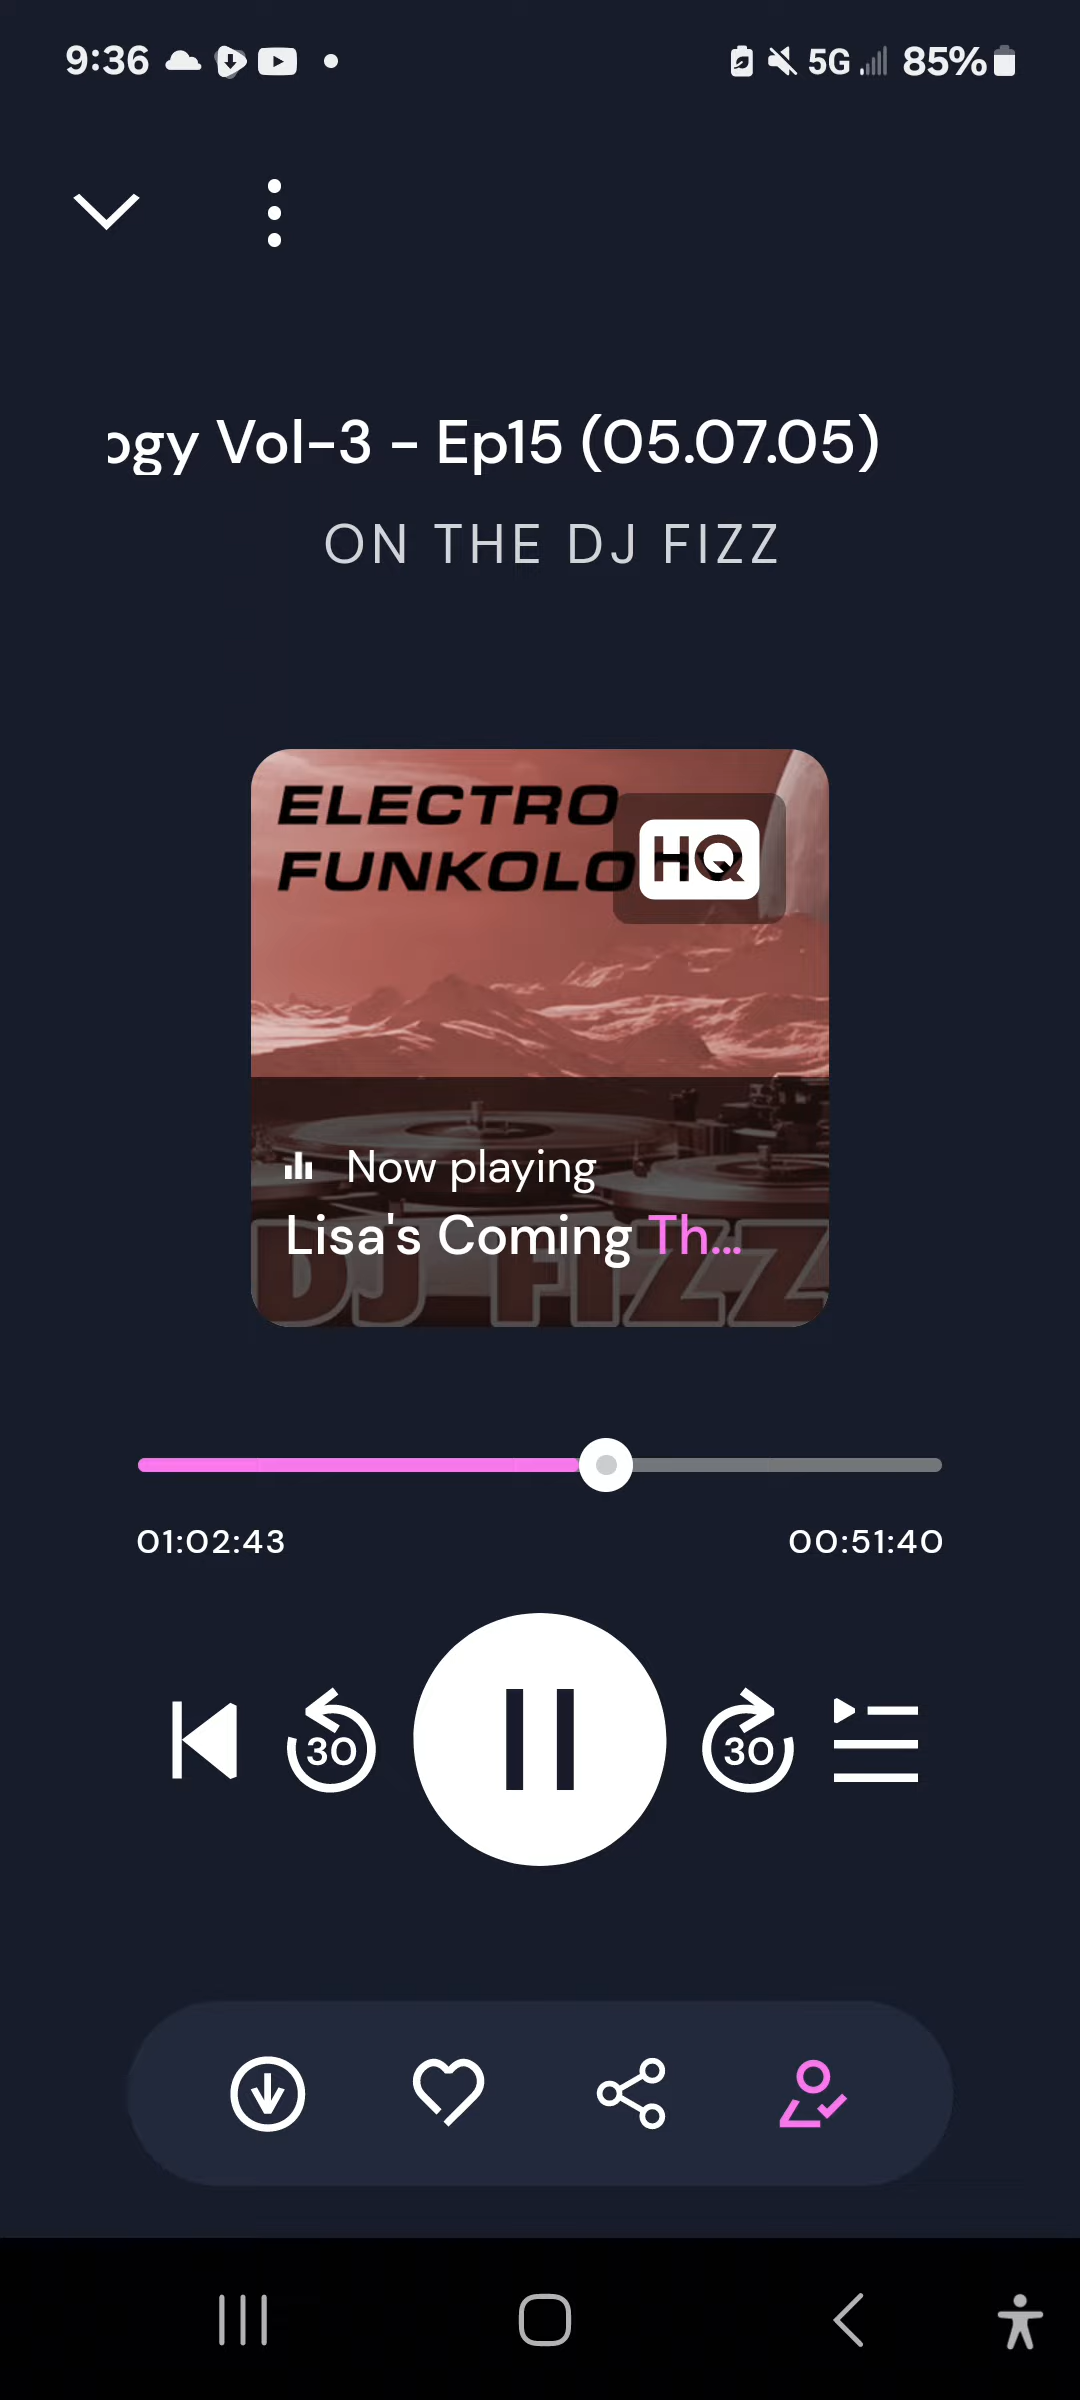 9:36 5G 85%
ogy Vol-3 - Ep15 (05.07.05)
ON THE DJ FIZZ
ELECTRO
FUNKOLO
HQ
Now playing
Lisa's Coming Th...
DJ FIZZ
01:02:43 00:51:40
30 30